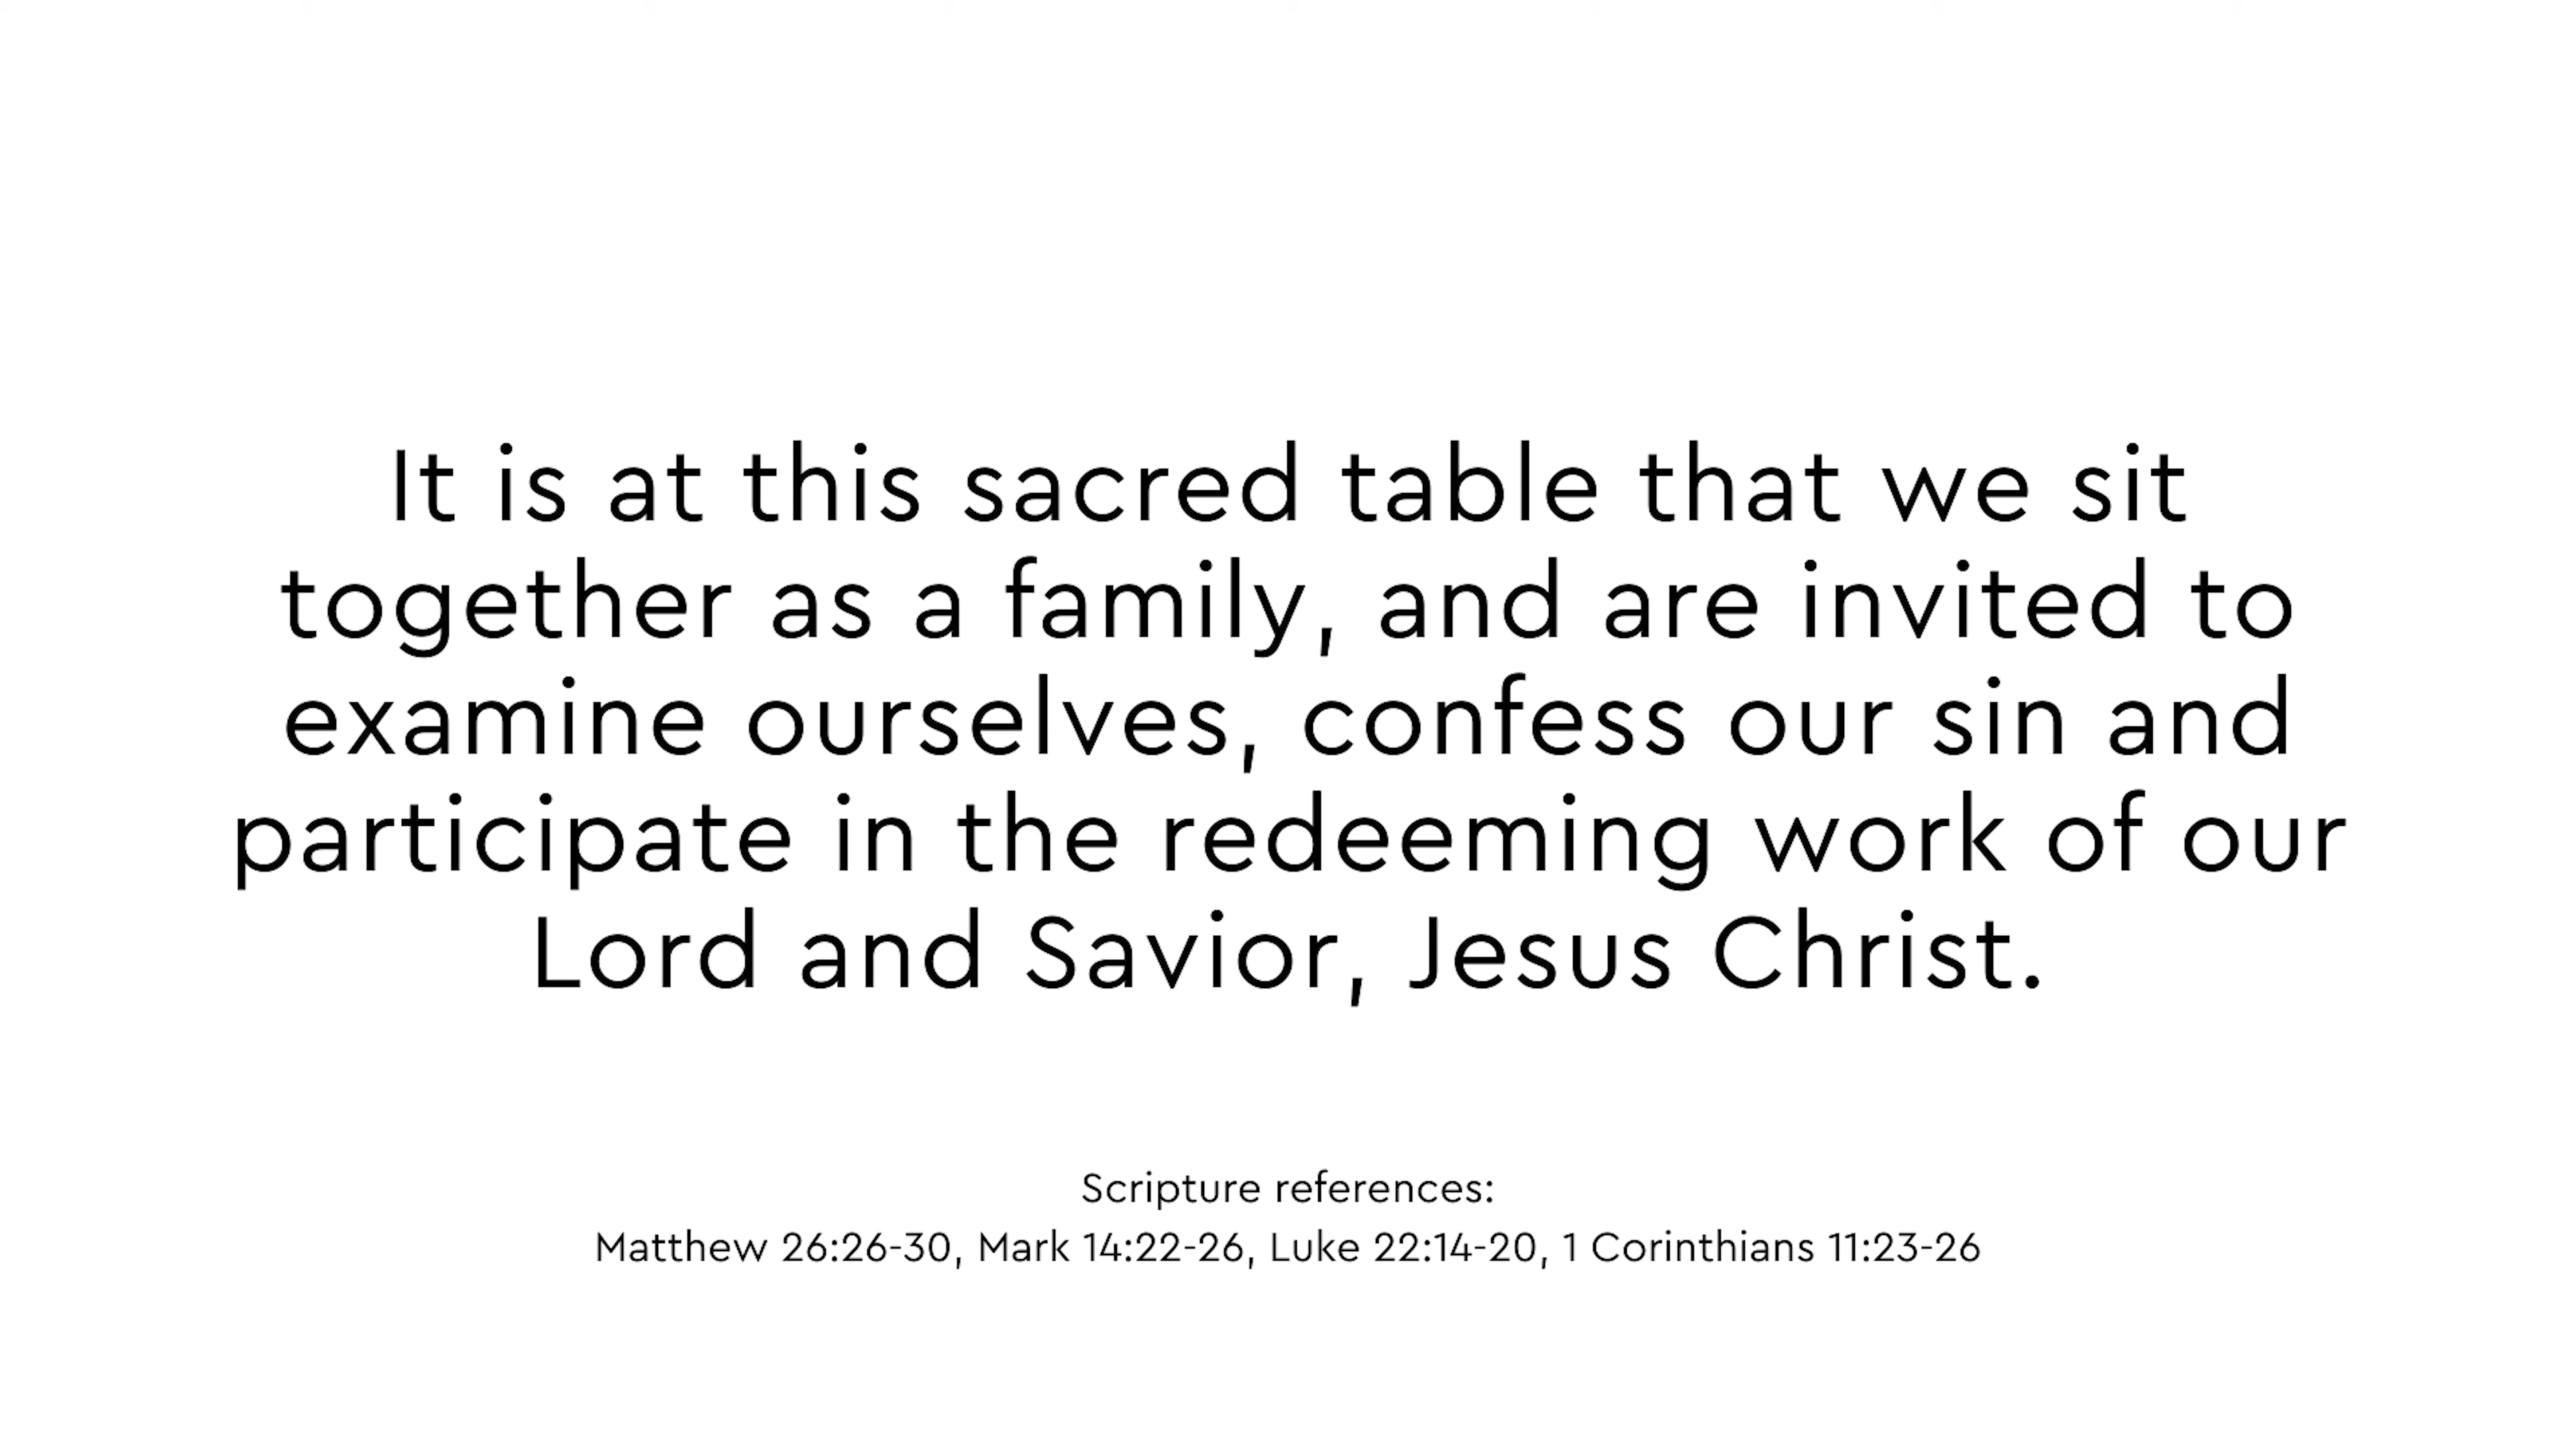 It is at this sacred table that we sit
together as a family, and are invited to
examine ourselves, confess our sin and
participate in the redeeming work of our
Lord and Savior, Jesus Christ.
Scripture references:
Matthew 26:26-30, Mark 14:22-26, Luke 22:14-20, 1 Corinthians 11:23-26